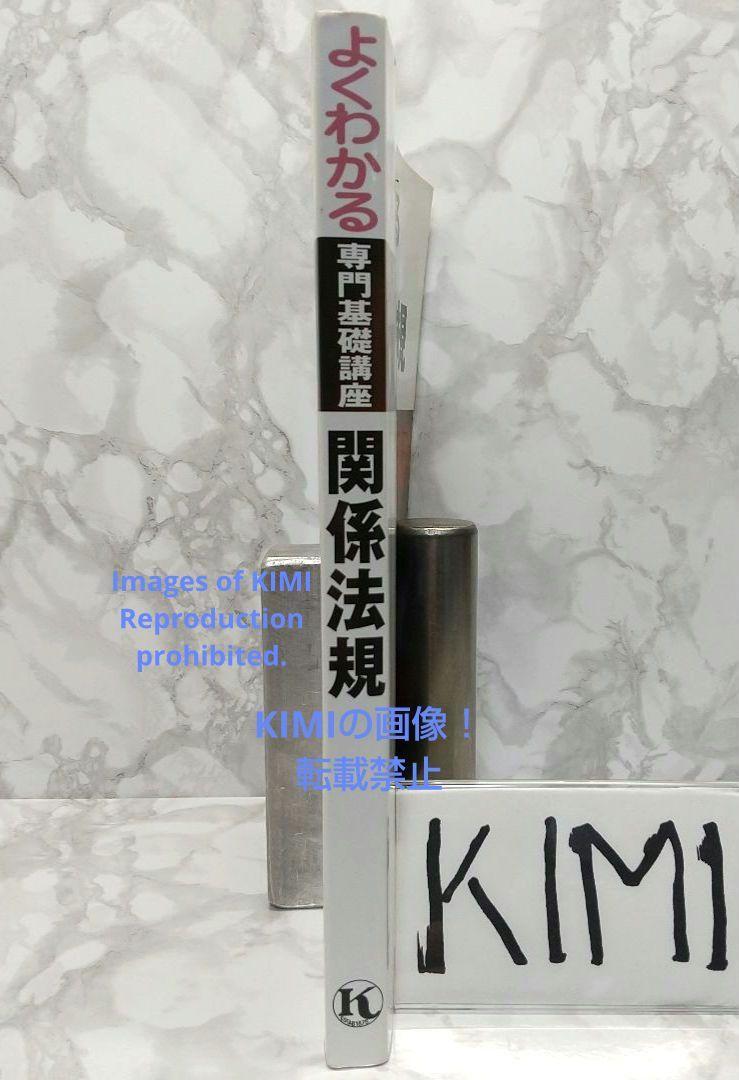 よくわかる
専門基礎講座
関係法規
K
Images of KIMI
Reproduction
prohibited.
KIMIの画像！
転載禁止
KIMI